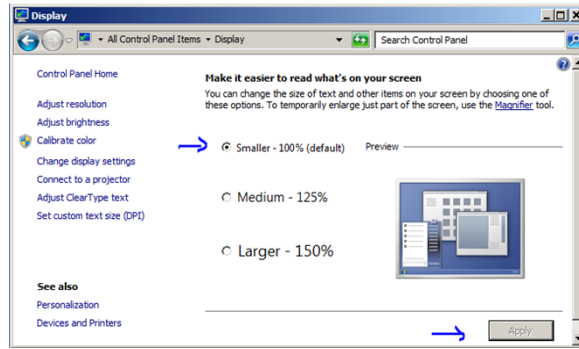 Display
All Control Panel Items
Display
Search Control Panel
Control Panel Home
Adjust resolution
Adjust brightness
Calibrate color
Change display settings
Connect to a projector
Adjust ClearType text
Set custom text size (DPI)
See also
Personalization
Devices and Printers
Make it easier to read what's on your screen
You can change the size of text and other items on your screen by choosing one of
these options. To temporarily enlarge just part of the screen, use the Magnifier tool.
Smaller - 100% (default)
Preview
Medium - 125%
Larger - 150%
Apply